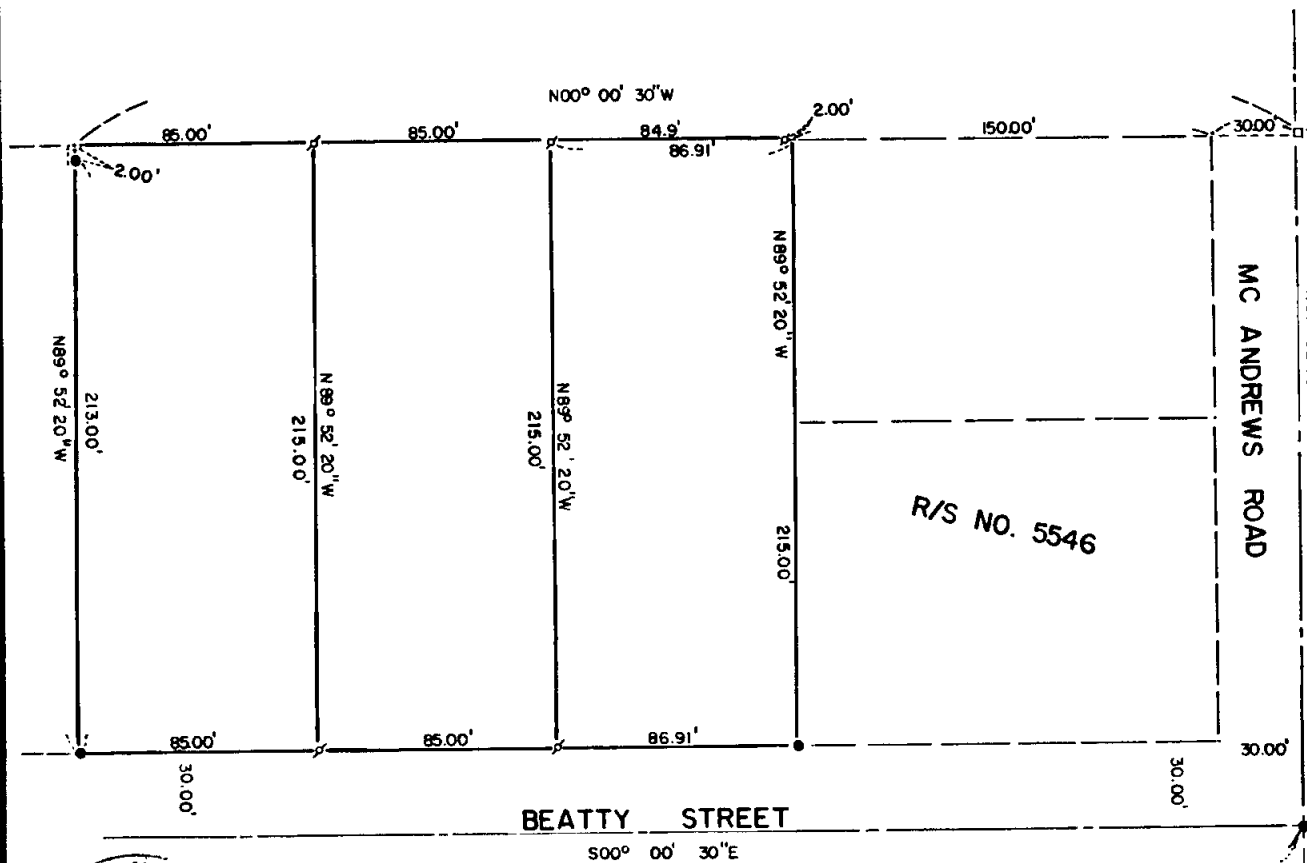 N00° 00' 30"W
85.00'
85.00'
84.9'
2.00'
150.00'
30.00
86.91'
2.00'
N89° 52' 20"W
213.00'
N89° 52' 20"W
215.00'
N89° 52' 20"W
215.00'
N89° 52' 20"W
215.00'
MC ANDREWS ROAD
R/S NO. 5546
85.00'
85.00'
86.91'
30.00'
30.00'
30.00'
BEATTY STREET
S00° 00' 30"E